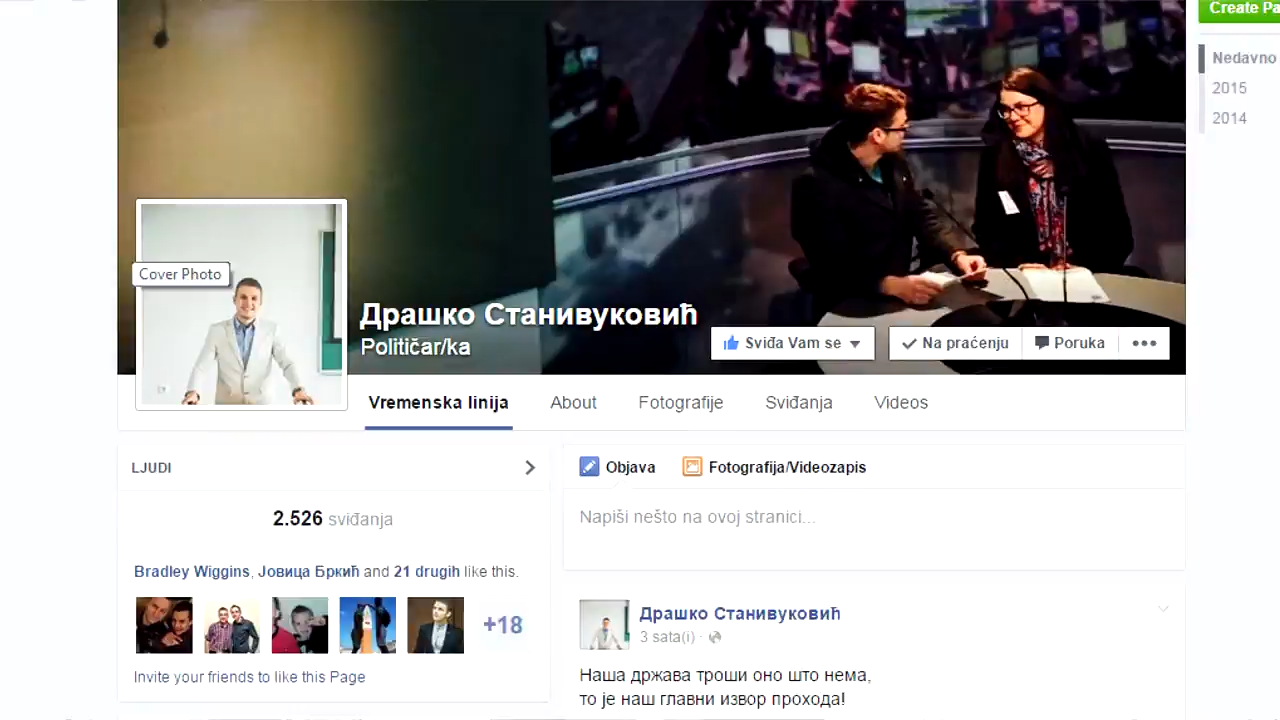 Create Pa
Nedavno
2015
2014
Cover Photo
Драшко Станивуковић
Političar/ka
Sviđa Vam se
Na praćenju
Poruka
Vremenska linija
About
Fotografije
Sviđanja
Videos
LJUDI
2.526 sviđanja
Bradley Wiggins, Јовица Бркић and 21 drugih like this.
+18
Invite your friends to like this Page
Objava
Fotografija/Videozapis
Napiši nešto na ovoj stranici...
Драшко Станивуковић
3 sata(i) ·
Наша држава троши оно што нема,
то је наш главни извор прохода!